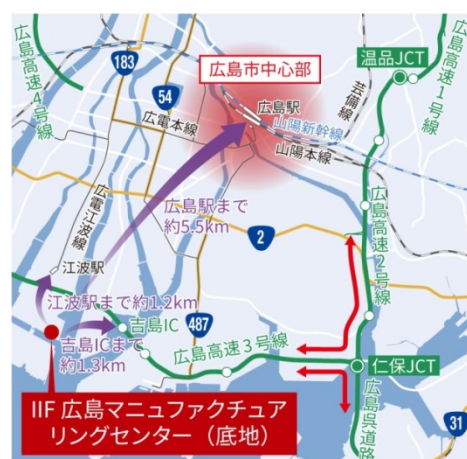 広島高速4号線
183
54
広島市中心部
広島駅
広電本線
山陽新幹線
山陽本線
芸備線
温品JCT
広島高速1号線
広電江波線
広島駅まで
約5.5km
2
広島高速2号線
江波駅
江波駅まで約1.2km
吉島IC
吉島ICまで
約1.3km
487
広島高速3号線
仁保JCT
広島呉道路
31
IIF 広島マニュファクチュア
リングセンター（底地）